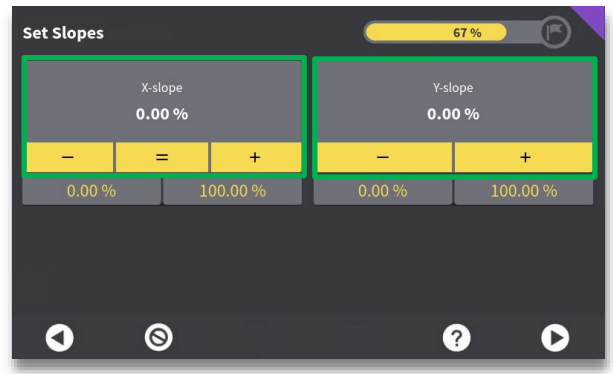 Set Slopes
67 %
X-slope
0.00 %
− = +
0.00 % 100.00 %
Y-slope
0.00 %
− +
0.00 % 100.00 %
?